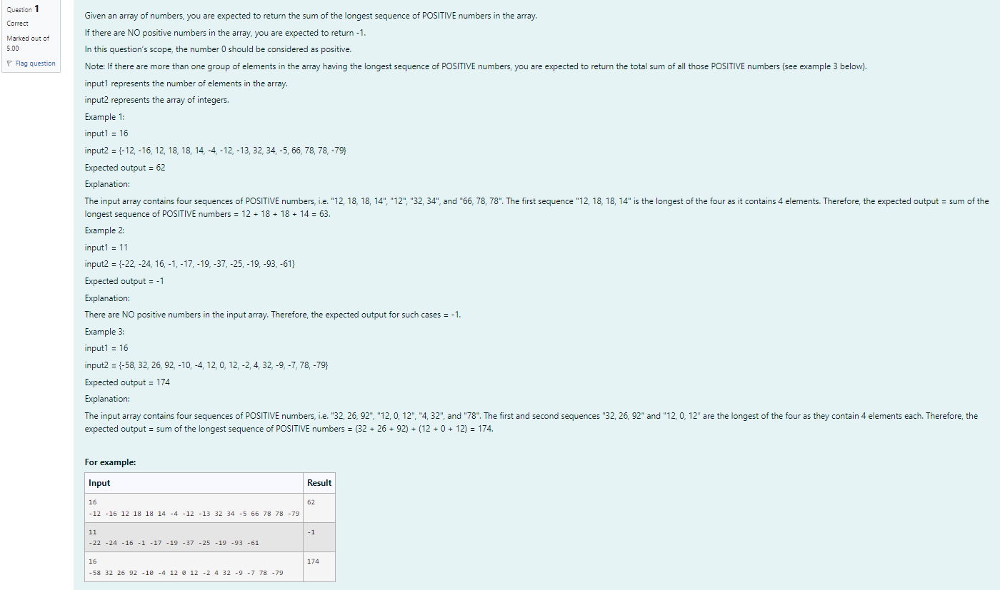 Question 1
Correct
Marked out of
5.00
Flag question
Given an array of numbers, you are expected to return the sum of the longest sequence of POSITIVE numbers in the array.
If there are NO positive numbers in the array, you are expected to return -1.
In this question's scope, the number 0 should be considered as positive.
Note: If there are more than one group of elements in the array having the longest sequence of POSITIVE numbers, you are expected to return the total sum of all those POSITIVE numbers (see example 3 below).
input1 represents the number of elements in the array.
input2 represents the array of integers.
Example 1:
input1 = 16
input2 = {-12, -16, 12, 18, 18, 14, -4, -12, -13, 32, 34, -5, 66, 78, 78, -79}
Expected output = 62
Explanation:
The input array contains four sequences of POSITIVE numbers, i.e. "12, 18, 18, 14", "12", "32, 34", and "66, 78, 78". The first sequence "12, 18, 18, 14" is the longest of the four as it contains 4 elements. Therefore, the expected output = sum of the
longest sequence of POSITIVE numbers = 12 + 18 + 18 + 14 = 63.
Example 2:
input1 = 11
input2 = {-22, -24, 16, -1, -17, -19, -37, -25, -19, -93, -61}
Expected output = -1
Explanation:
There are NO positive numbers in the input array. Therefore, the expected output for such cases = -1.
Example 3:
input1 = 16
input2 = {-58, 32, 26, 92, -10, -4, 12, 0, 12, -2, 4, 32, -9, -7, 78, -79}
Expected output = 174
Explanation:
The input array contains four sequences of POSITIVE numbers, i.e. "32, 26, 92", "12, 0, 12", "4, 32", and "78". The first and second sequences "32, 26, 92" and "12, 0, 12" are the longest of the four as they contain 4 elements each. Therefore, the
expected output = sum of the longest sequence of POSITIVE numbers = (32 + 26 + 92) + (12 + 0 + 12) = 174.
For example:
Input Result
16 62
-12 -16 12 18 18 14 -4 -12 -13 32 34 -5 66 78 78 -79
11 -1
-22 -24 -16 -1 -17 -19 -37 -25 -19 -93 -61
16 174
-58 32 26 92 -10 -4 12 0 12 -2 4 32 -9 -7 78 -79